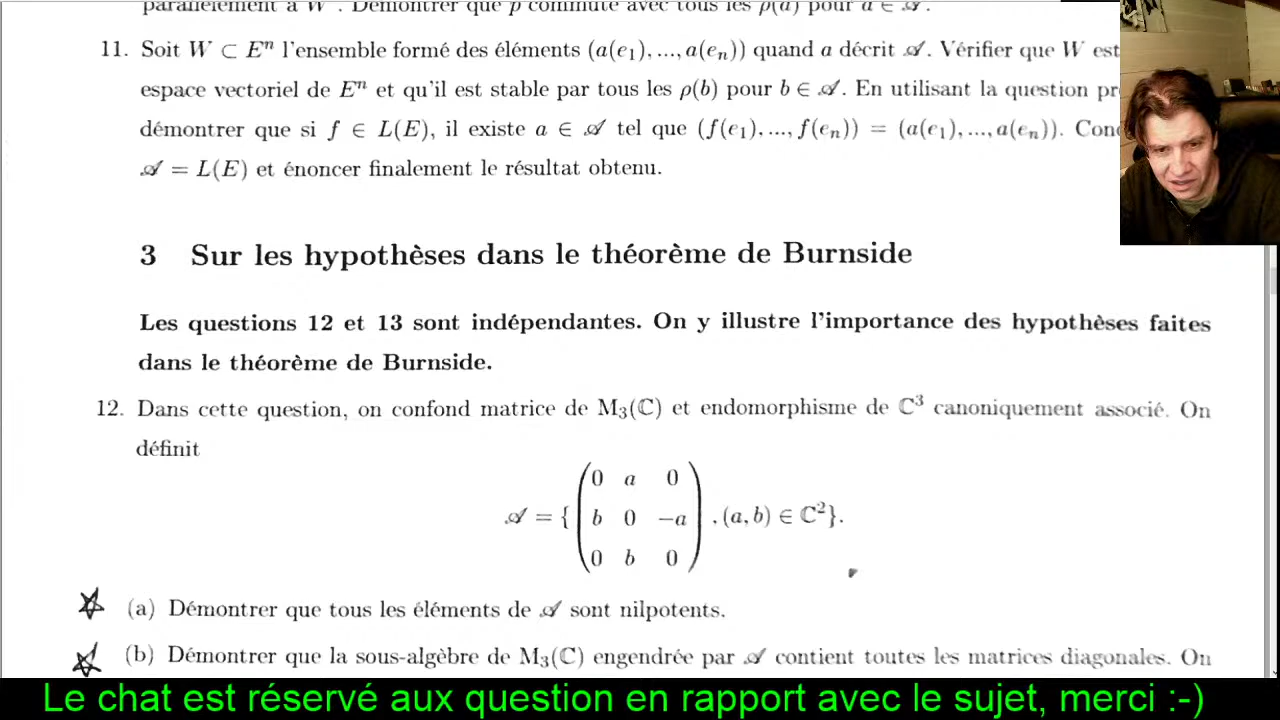 parallèlement à W . Démontrer que p commute avec tous les ρ(a) pour a ∈ 𝒜.
11. Soit W ⊂ Eⁿ l'ensemble formé des éléments (a(e₁), ..., a(eₙ)) quand a décrit 𝒜. Vérifier que W est
espace vectoriel de Eⁿ et qu'il est stable par tous les ρ(b) pour b ∈ 𝒜. En utilisant la question
démontrer que si f ∈ L(E), il existe a ∈ 𝒜 tel que (f(e₁), ..., f(eₙ)) = (a(e₁), ..., a(eₙ)).
𝒜 = L(E) et énoncer finalement le résultat obtenu.
3 Sur les hypothèses dans le théorème de Burnside
Les questions 12 et 13 sont indépendantes. On y illustre l'importance des hypothèses faites
dans le théorème de Burnside.
12. Dans cette question, on confond matrice de M₃(ℂ) et endomorphisme de ℂ³ canoniquement associé. On
définit
0 a 0
𝒜 = { b 0 −a , (a, b) ∈ ℂ²}.
0 b 0
(a) Démontrer que tous les éléments de 𝒜 sont nilpotents.
(b) Démontrer que la sous-algèbre de M₃(ℂ) engendrée par 𝒜 contient toutes les matrices diagonales. On
Le chat est réservé aux question en rapport avec le sujet, merci :-)